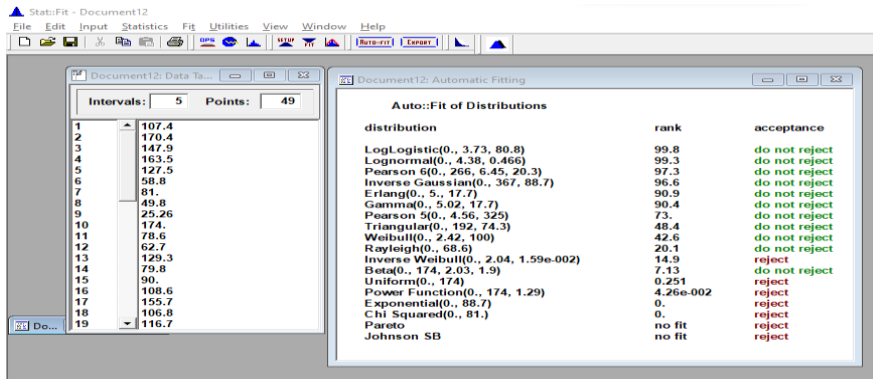 Stat::Fit - Document12
File Edit Input Statistics Fit Utilities View Window Help
OPS SETUP AUTO-FIT EXPORT
Document12: Data Ta...
Intervals: 5 Points: 49
1 107.4
2 170.4
3 147.9
4 163.5
5 127.5
6 58.8
7 81.
8 49.8
9 25.26
10 174.
11 78.6
12 62.7
13 129.3
14 79.8
15 90.
16 108.6
17 155.7
18 106.8
19 116.7
Do...
Document12: Automatic Fitting
Auto::Fit of Distributions
distribution rank acceptance
LogLogistic(0., 3.73, 80.8) 99.8 do not reject
Lognormal(0., 4.38, 0.466) 99.3 do not reject
Pearson 6(0., 266, 6.45, 20.3) 97.3 do not reject
Inverse Gaussian(0., 367, 88.7) 96.6 do not reject
Erlang(0., 5., 17.7) 90.9 do not reject
Gamma(0., 5.02, 17.7) 90.4 do not reject
Pearson 5(0., 4.56, 325) 73. do not reject
Triangular(0., 192, 74.3) 48.4 do not reject
Weibull(0., 2.42, 100) 42.6 do not reject
Rayleigh(0., 68.6) 20.1 do not reject
Inverse Weibull(0., 2.04, 1.59e-002) 14.9 reject
Beta(0., 174, 2.03, 1.9) 7.13 do not reject
Uniform(0., 174) 0.251 reject
Power Function(0., 174, 1.29) 4.26e-002 reject
Exponential(0., 88.7) 0. reject
Chi Squared(0., 81.) 0. reject
Pareto no fit reject
Johnson SB no fit reject